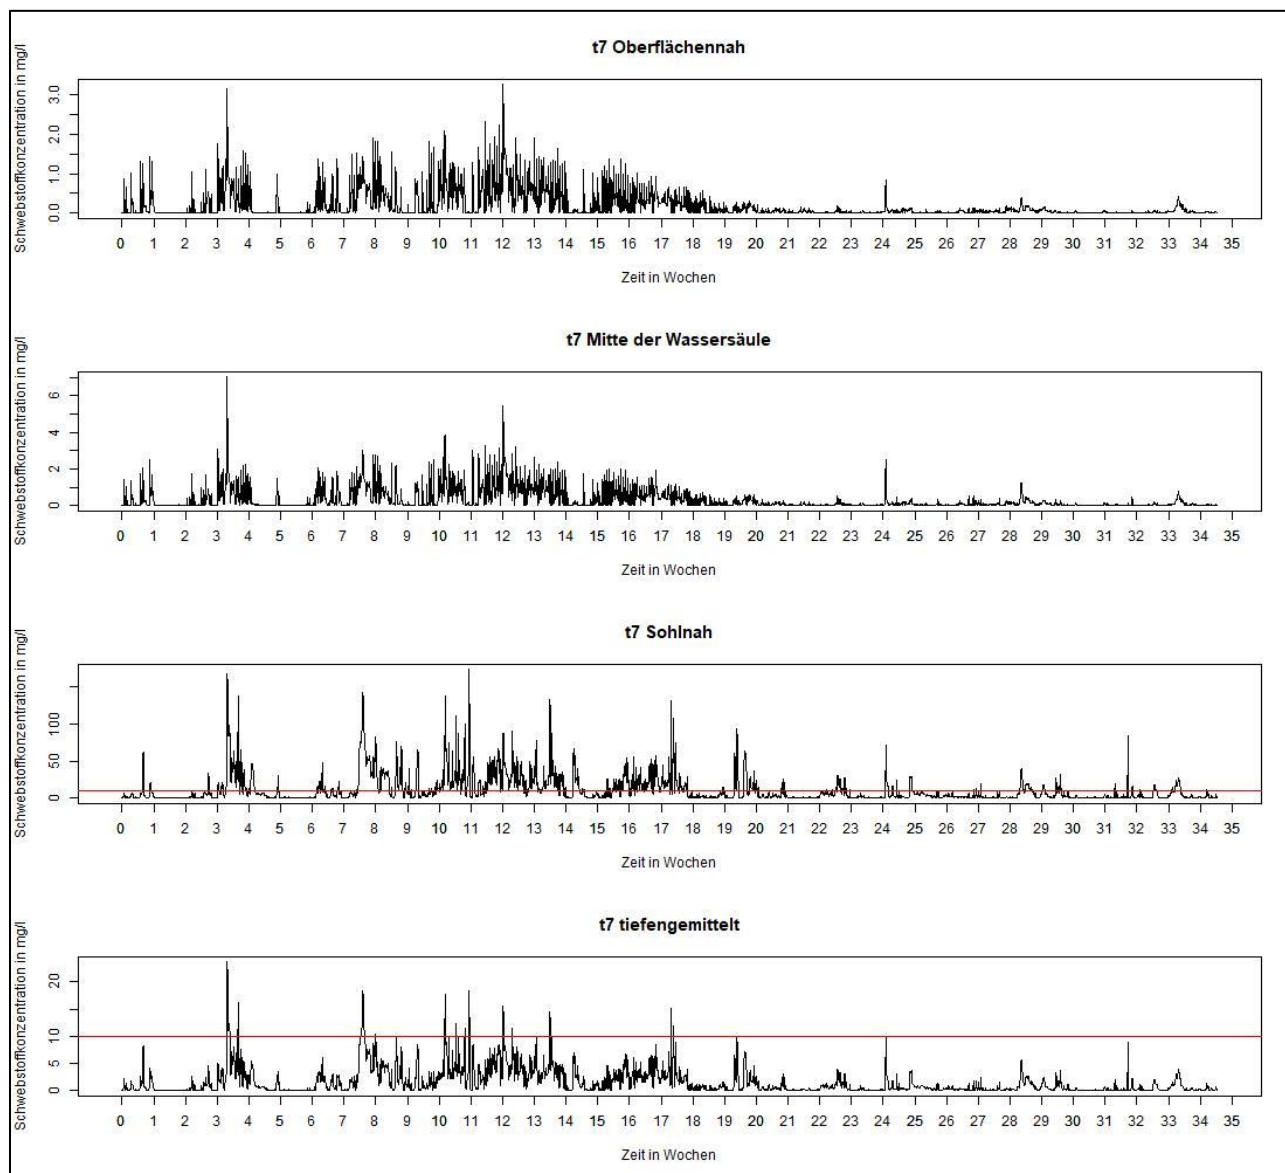 t7 Oberflächennah
Schwebstoffkonzentration in mg/l
3.0
2.0
1.0
0.0
0 1 2 3 4 5 6 7 8 9 10 11 12 13 14 15 16 17 18 19 20 21 22 23 24 25 26 27 28 29 30 31 32 33 34 35
Zeit in Wochen
t7 Mitte der Wassersäule
Schwebstoffkonzentration in mg/l
6
4
2
0
0 1 2 3 4 5 6 7 8 9 10 11 12 13 14 15 16 17 18 19 20 21 22 23 24 25 26 27 28 29 30 31 32 33 34 35
Zeit in Wochen
t7 Sohlnah
Schwebstoffkonzentration in mg/l
100
50
0
0 1 2 3 4 5 6 7 8 9 10 11 12 13 14 15 16 17 18 19 20 21 22 23 24 25 26 27 28 29 30 31 32 33 34 35
Zeit in Wochen
t7 tiefengemittelt
Schwebstoffkonzentration in mg/l
20
10
5
0
0 1 2 3 4 5 6 7 8 9 10 11 12 13 14 15 16 17 18 19 20 21 22 23 24 25 26 27 28 29 30 31 32 33 34 35
Zeit in Wochen